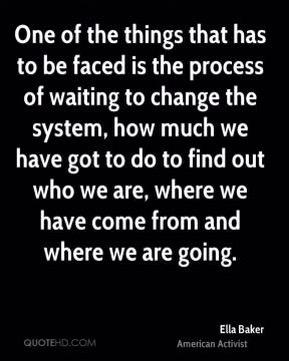 One of the things that has
to be faced is the process
of waiting to change the
system, how much we
have got to do to find out
who we are, where we
have come from and
where we are going.
Ella Baker
QUOTEHD.COM
American Activist